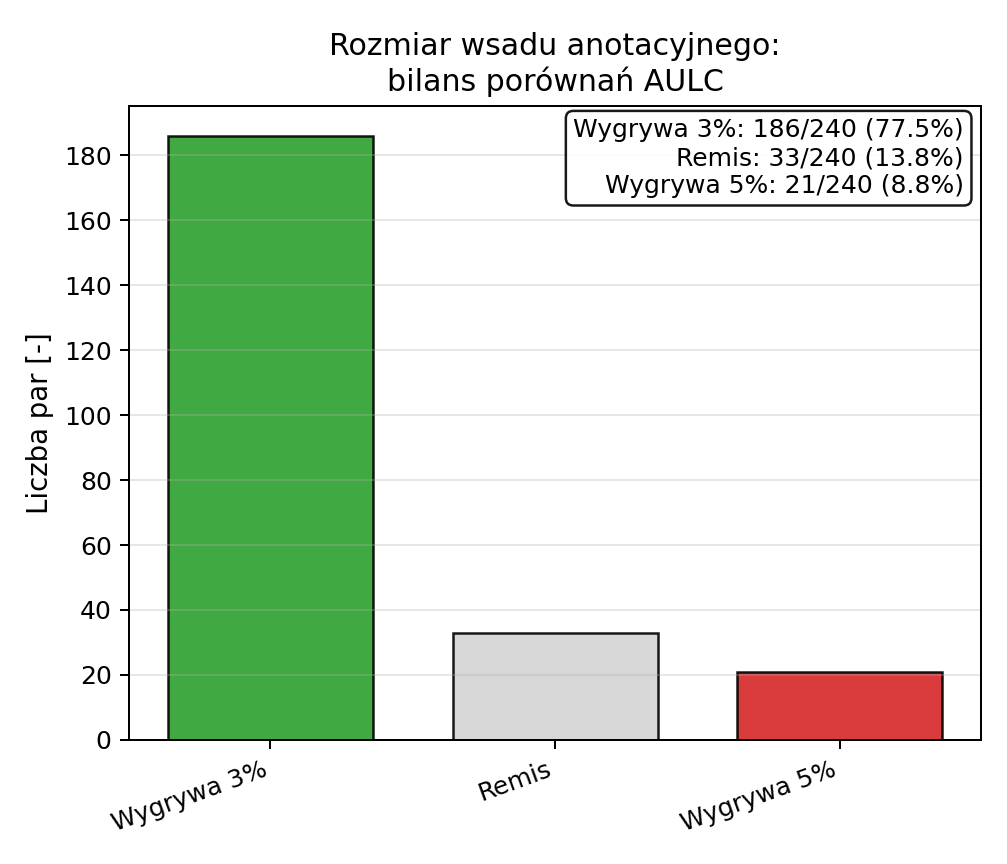 Rozmiar wsadu anotacyjnego:
bilans porównań AULC
Wygrywa 3%: 186/240 (77.5%)
Remis: 33/240 (13.8%)
Wygrywa 5%: 21/240 (8.8%)
Liczba par [-]
180
160
140
120
100
80
60
40
20
0
Wygrywa 3%
Remis
Wygrywa 5%